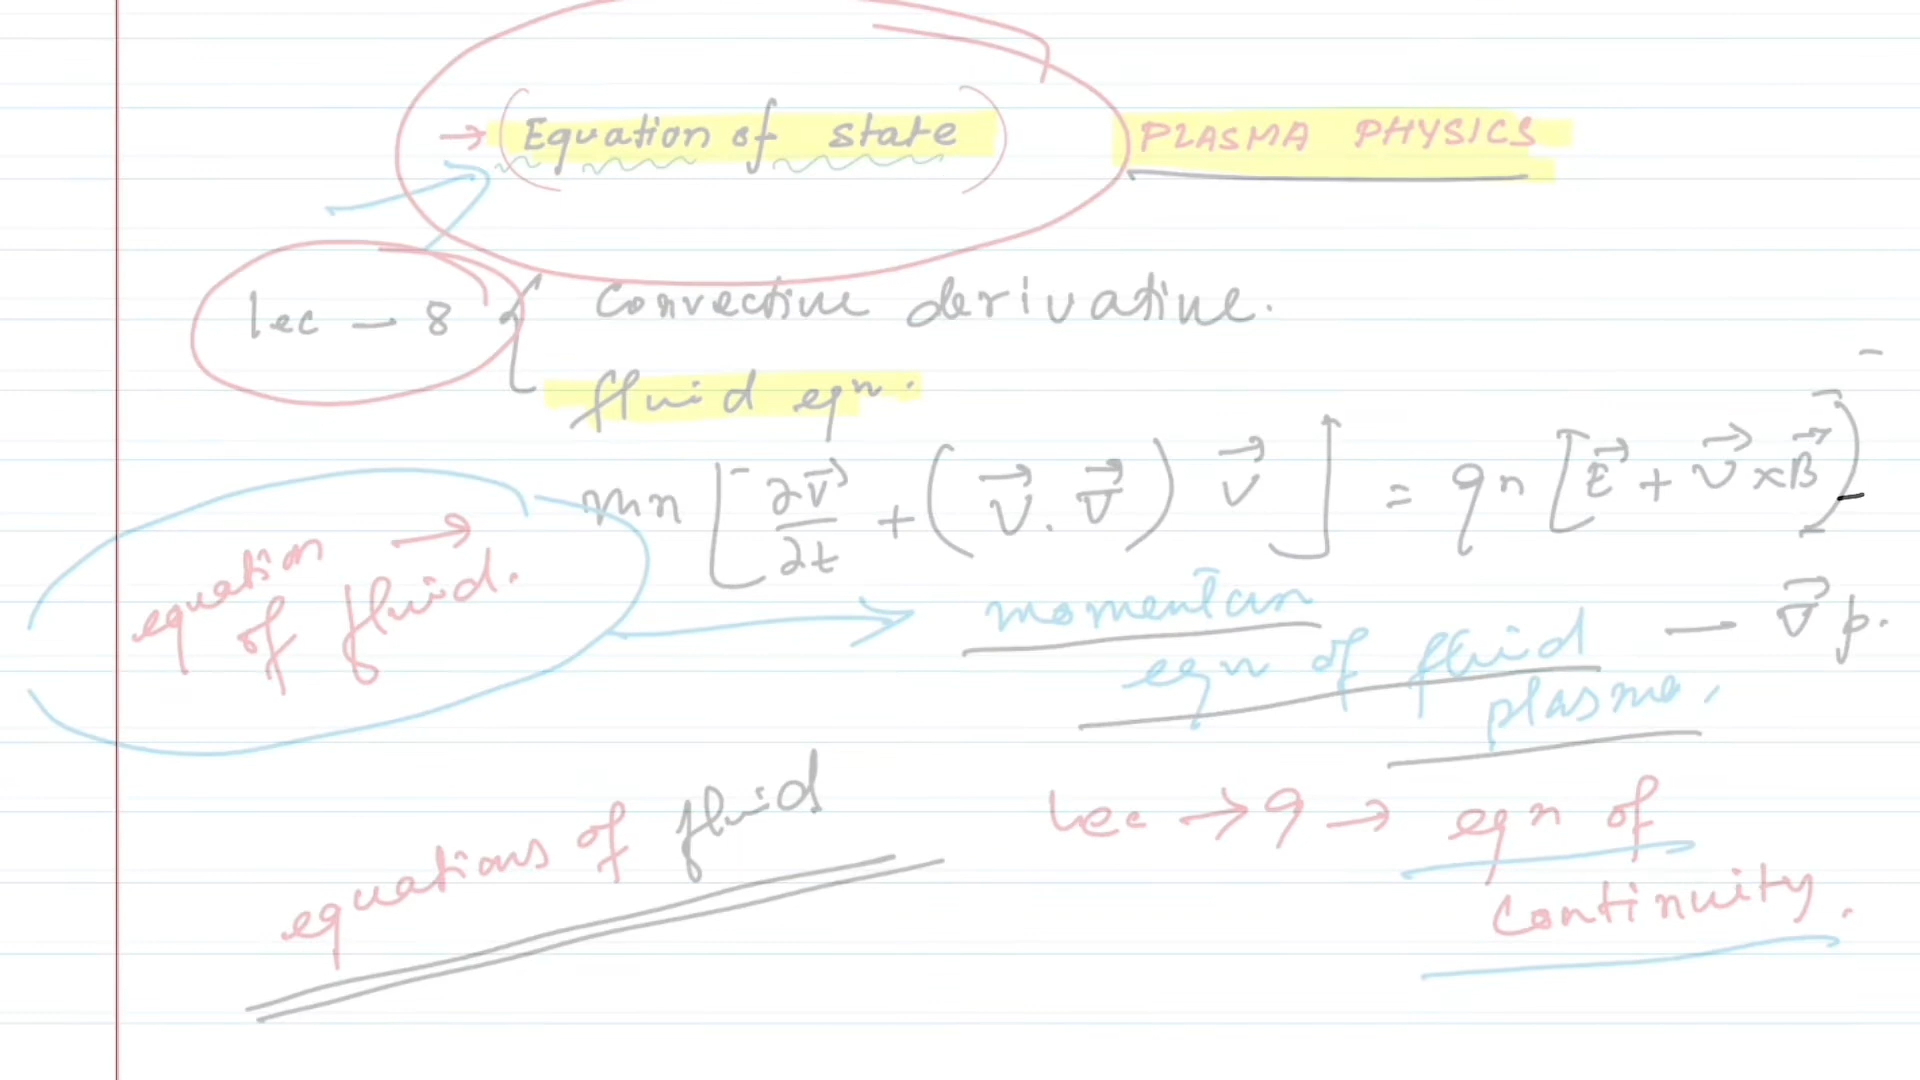 → (Equation of state) PLASMA PHYSICS
lec → 8 { Convective derivative.
fluid eqn.
mn [ ∂v⃗/∂t + (v⃗ . ∇⃗) v⃗ ] = qn [E⃗ + v⃗ x B⃗]
− ∇⃗ p.
equation →
of fluid.
momentum
eqn of fluid
plasma.
equations of fluid
Lec → 9 → eqn of
continuity.